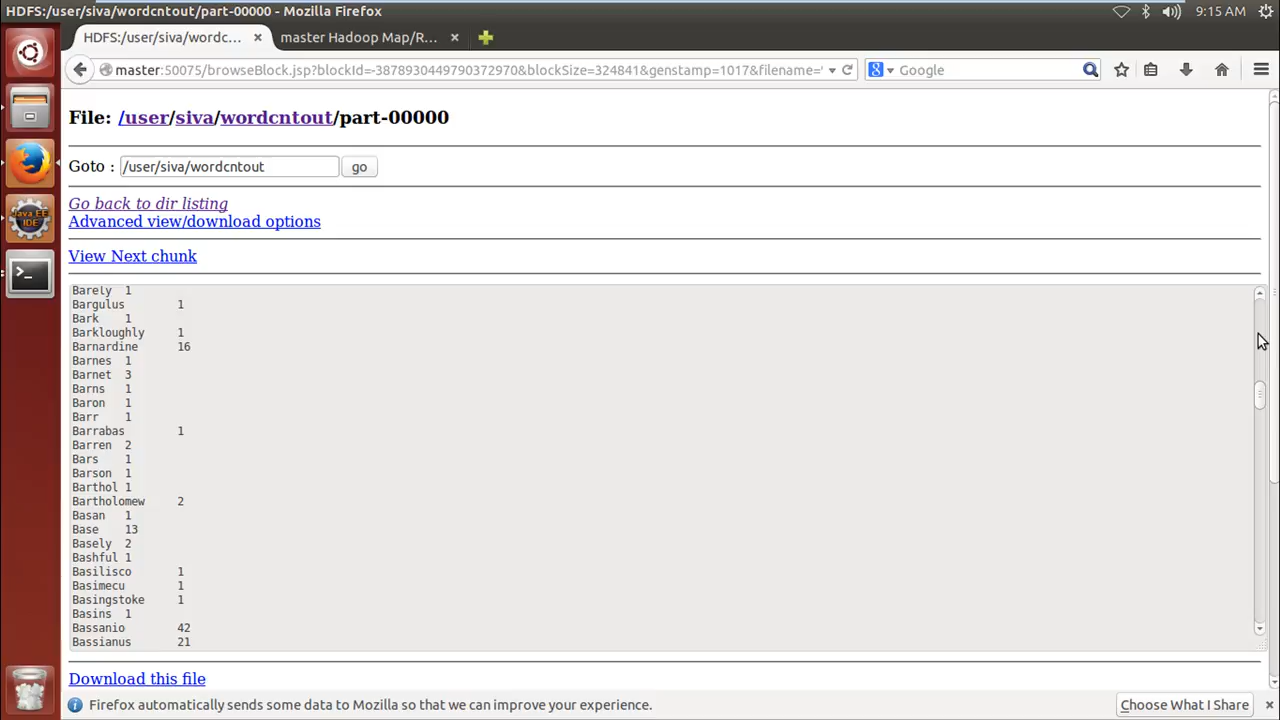 HDFS:/user/siva/wordcntout/part-00000 - Mozilla Firefox
9:15 AM
HDFS:/user/siva/wordc...
master Hadoop Map/R...
master:50075/browseBlock.jsp?blockId=-3878930449790372970&blockSize=324841&genstamp=1017&filename='
Google
File: /user/siva/wordcntout/part-00000
Goto : /user/siva/wordcntout go
Go back to dir listing
Advanced view/download options
View Next chunk
Barely 1
Bargulus 1
Bark 1
Barkloughly 1
Barnardine 16
Barnes 1
Barnet 3
Barns 1
Baron 1
Barr 1
Barrabas 1
Barren 2
Bars 1
Barson 1
Barthol 1
Bartholomew 2
Basan 1
Base 13
Basely 2
Bashful 1
Basilisco 1
Basimecu 1
Basingstoke 1
Basins 1
Bassanio 42
Bassianus 21
Download this file
Firefox automatically sends some data to Mozilla so that we can improve your experience.
Choose What I Share
Java EE
IDE